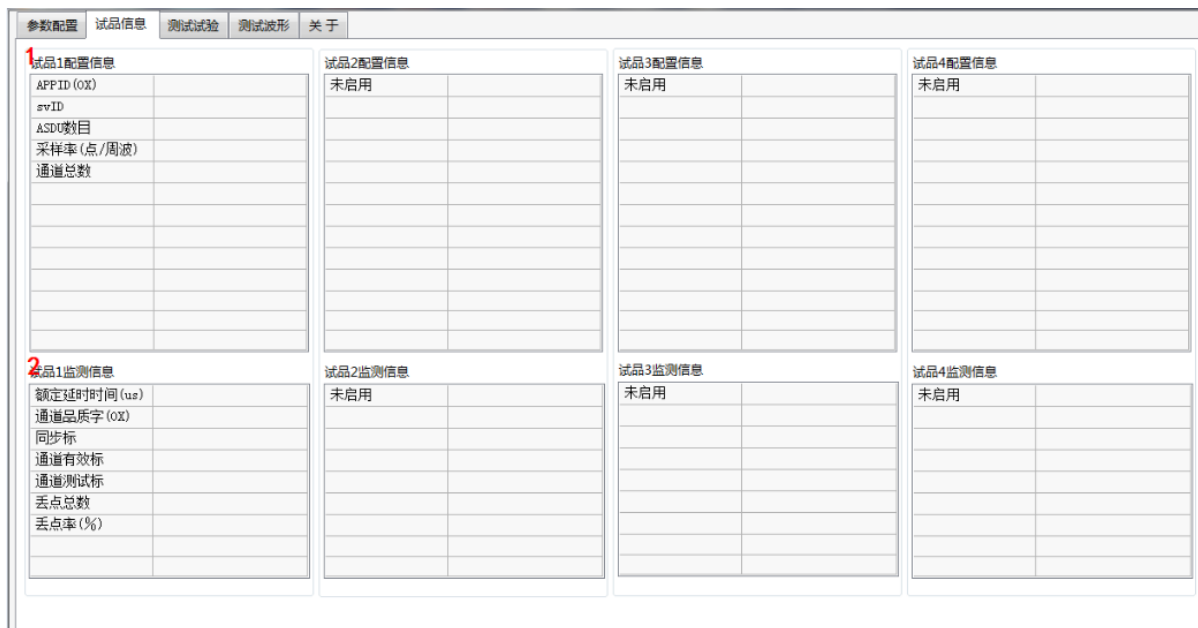 参数配置 试品信息 测试试验 测试波形 关于
1
试品1配置信息 试品2配置信息 试品3配置信息 试品4配置信息
APPID(0X) 未启用 未启用 未启用
svID
ASDU数目
采样率(点/周波)
通道总数
2
试品1监测信息 试品2监测信息 试品3监测信息 试品4监测信息
额定延时时间(us) 未启用 未启用 未启用
通道品质字(0X)
同步标
通道有效标
通道测试标
丢点总数
丢点率(%)